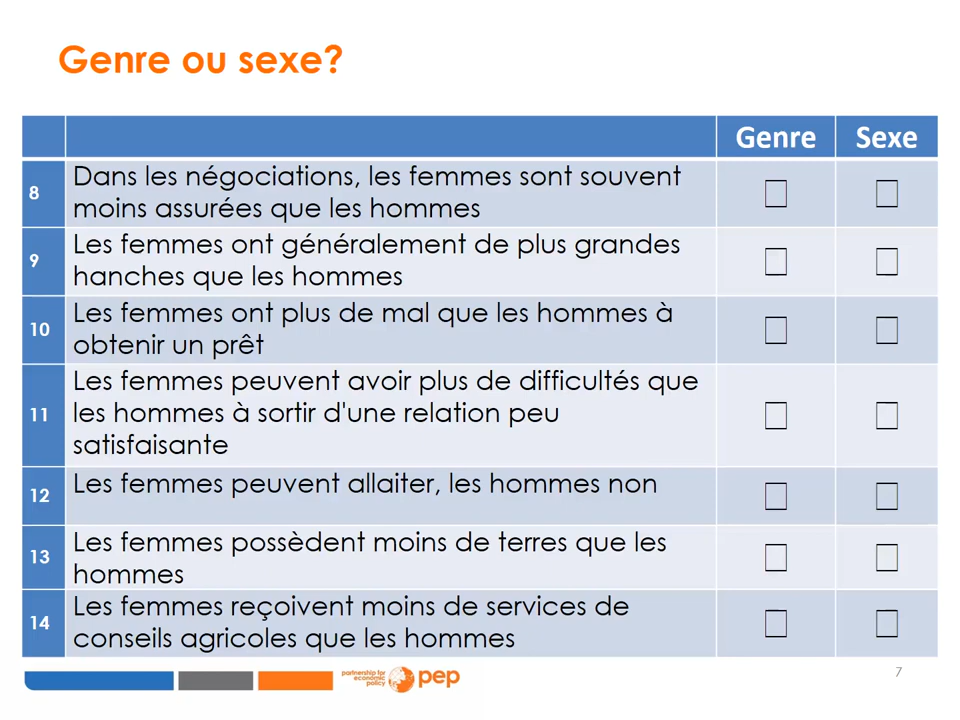 Genre ou sexe?
Genre Sexe
8 Dans les négociations, les femmes sont souvent
moins assurées que les hommes
9 Les femmes ont généralement de plus grandes
hanches que les hommes
10 Les femmes ont plus de mal que les hommes à
obtenir un prêt
11 Les femmes peuvent avoir plus de difficultés que
les hommes à sortir d'une relation peu
satisfaisante
12 Les femmes peuvent allaiter, les hommes non
13 Les femmes possèdent moins de terres que les
hommes
14 Les femmes reçoivent moins de services de
conseils agricoles que les hommes
partnership for
economic
policy
pep
7